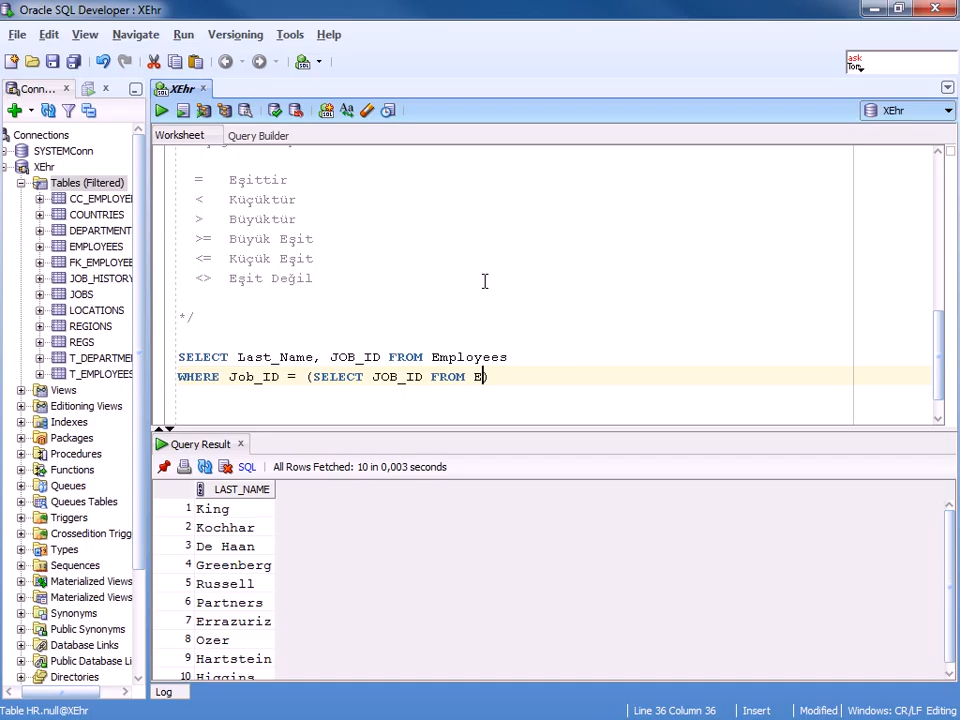 Oracle SQL Developer : XEhr
File Edit View Navigate Run Versioning Tools Help
ask
Tom
Conn...
XEhr
XEhr
Worksheet Query Builder
Connections
SYSTEMConn
XEhr
Tables (Filtered)
CC_EMPLOYE
COUNTRIES
DEPARTMENT
EMPLOYEES
FK_EMPLOYEE
JOB_HISTORY
JOBS
LOCATIONS
REGIONS
REGS
T_DEPARTME
T_EMPLOYEES
Views
Editioning Views
Indexes
Packages
Procedures
Functions
Queues
Queues Tables
Triggers
Crossedition Trigg
Types
Sequences
Materialized Views
Materialized Views
Synonyms
Public Synonyms
Database Links
Public Database Li
Directories
= Eşittir
< Küçüktür
> Büyüktür
>= Büyük Eşit
<= Küçük Eşit
<> Eşit Değil
*/
SELECT Last_Name, JOB_ID FROM Employees
WHERE Job_ID = (SELECT JOB_ID FROM E)
Query Result
SQL All Rows Fetched: 10 in 0,003 seconds
LAST_NAME
1 King
2 Kochhar
3 De Haan
4 Greenberg
5 Russell
6 Partners
7 Errazuriz
8 Ozer
9 Hartstein
10 Higgins
Log
Table HR.null@XEhr
Line 36 Column 36 Insert Modified Windows: CR/LF Editing